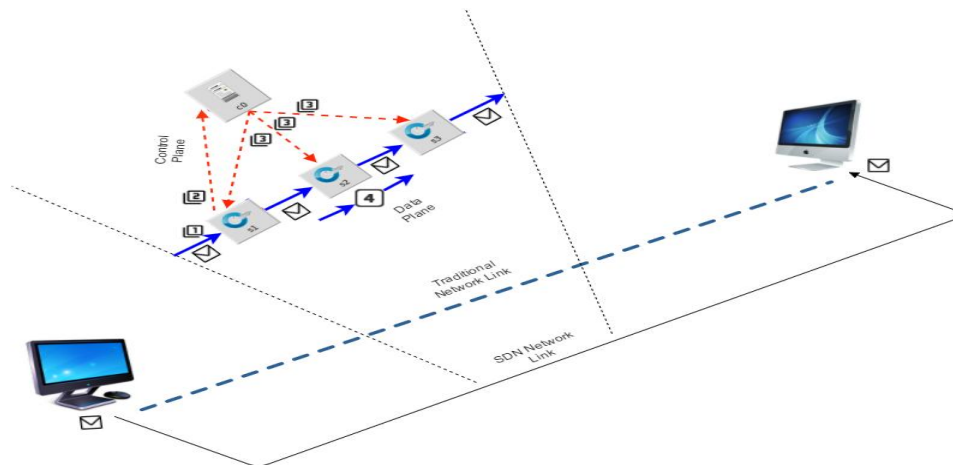 c0
3
3
3
Control
Plane
s3
s2
2
4
1
s1
Data
Plane
Traditional
Network Link
SDN Network
Link